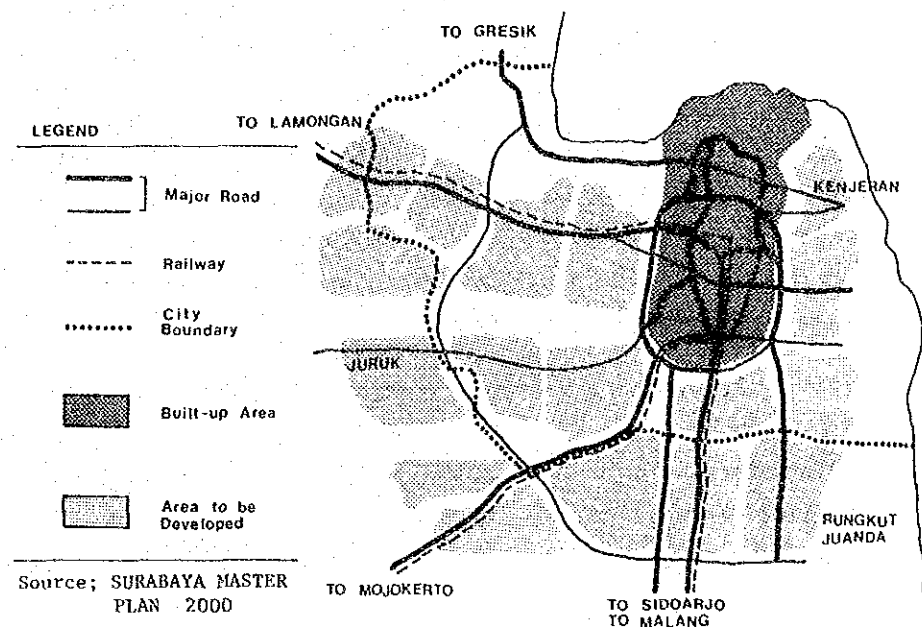 TO GRESIK
TO LAMONGAN
LEGEND
Major Road
Railway
City
Boundary
Built-up Area
Area to be
Developed
Source; SURABAYA MASTER
PLAN 2000
KENJERAN
JURUK
RUNGKUT
JUANDA
TO MOJOKERTO
TO SIDOARJO
TO MALANG